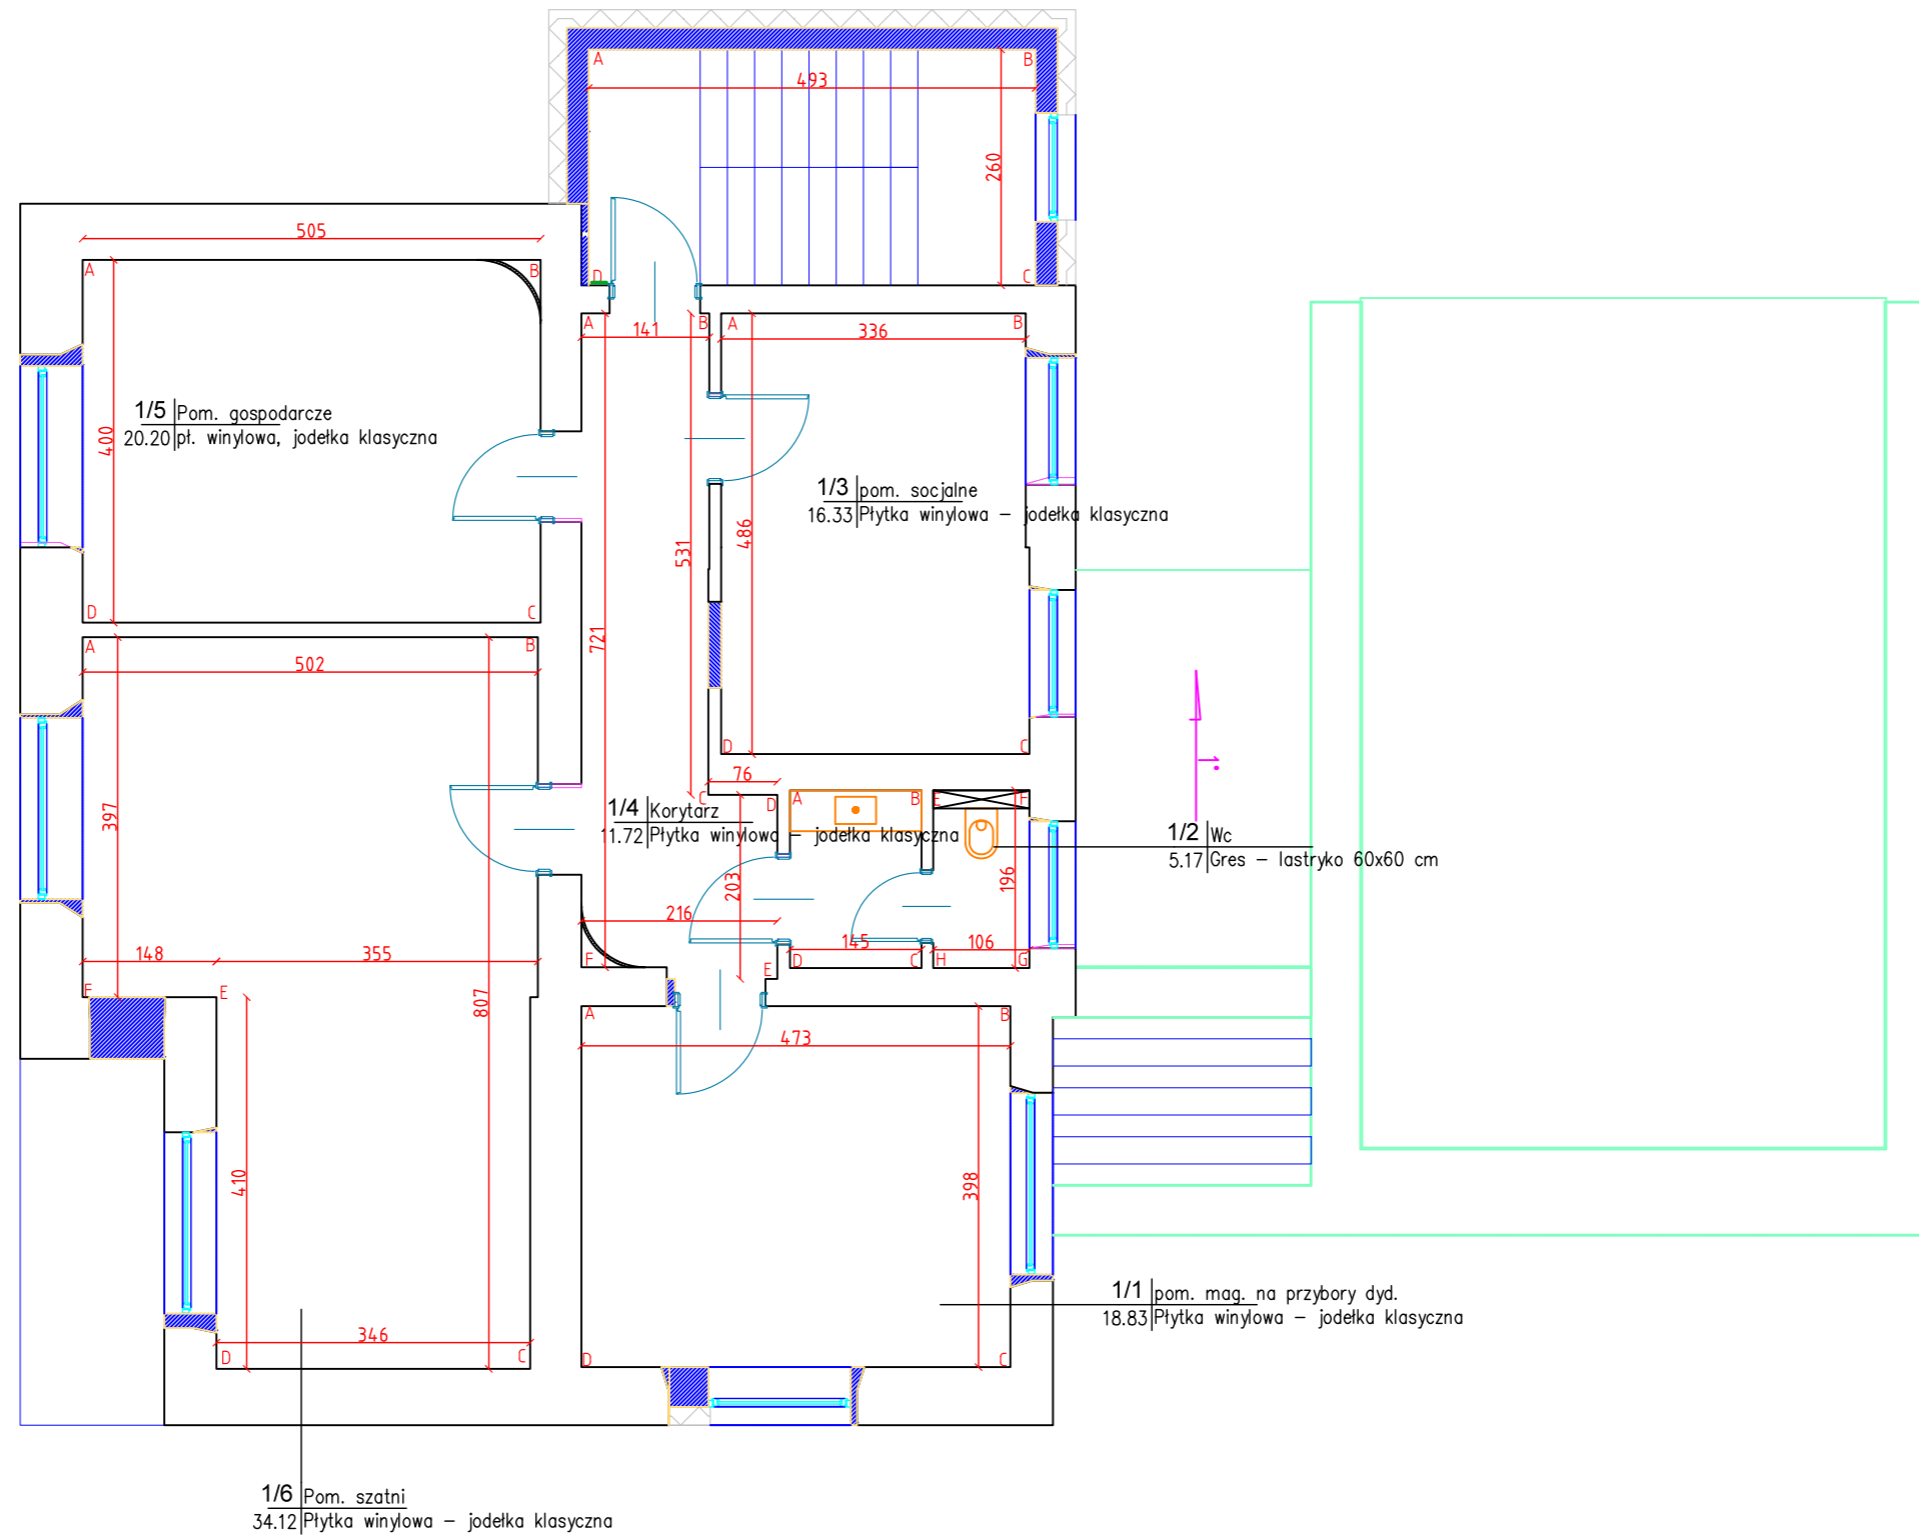 A B
493
260
D C
505
A B
400
1/5 Pom. gospodarcze
20.20 pł. winylowa, jodełka klasyczna
D C
A B
141
531
721
A B
336
486
1/3 pom. socjalne
16.33 Płytka winylowa – jodełka klasyczna
D C
A B
502
397
807
148 355
F E
410
346
D C
76
C D
1/4 Korytarz
11.72 Płytka winylowa – jodełka klasyczna
203
216
F E
A B
145
D C
E F
196
106
H G
1/2 Wc
5.17 Gres – lastryko 60x60 cm
1:
A B
473
398
D C
1/1 pom. mag. na przybory dyd.
18.83 Płytka winylowa – jodełka klasyczna
1/6 Pom. szatni
34.12 Płytka winylowa – jodełka klasyczna